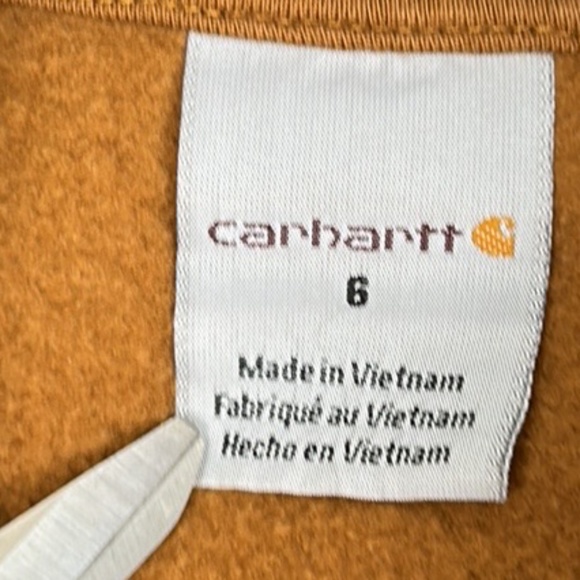 carhartt
6
Made in Vietnam
Fabriqué au Vietnam
Hecho en Vietnam